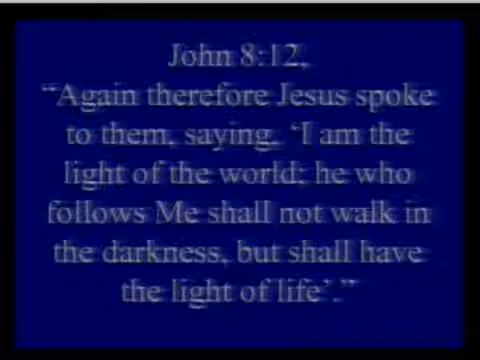 John 8:12,
“Again therefore Jesus spoke
to them, saying, ‘I am the
light of the world; he who
follows Me shall not walk in
the darkness, but shall have
the light of life’.”